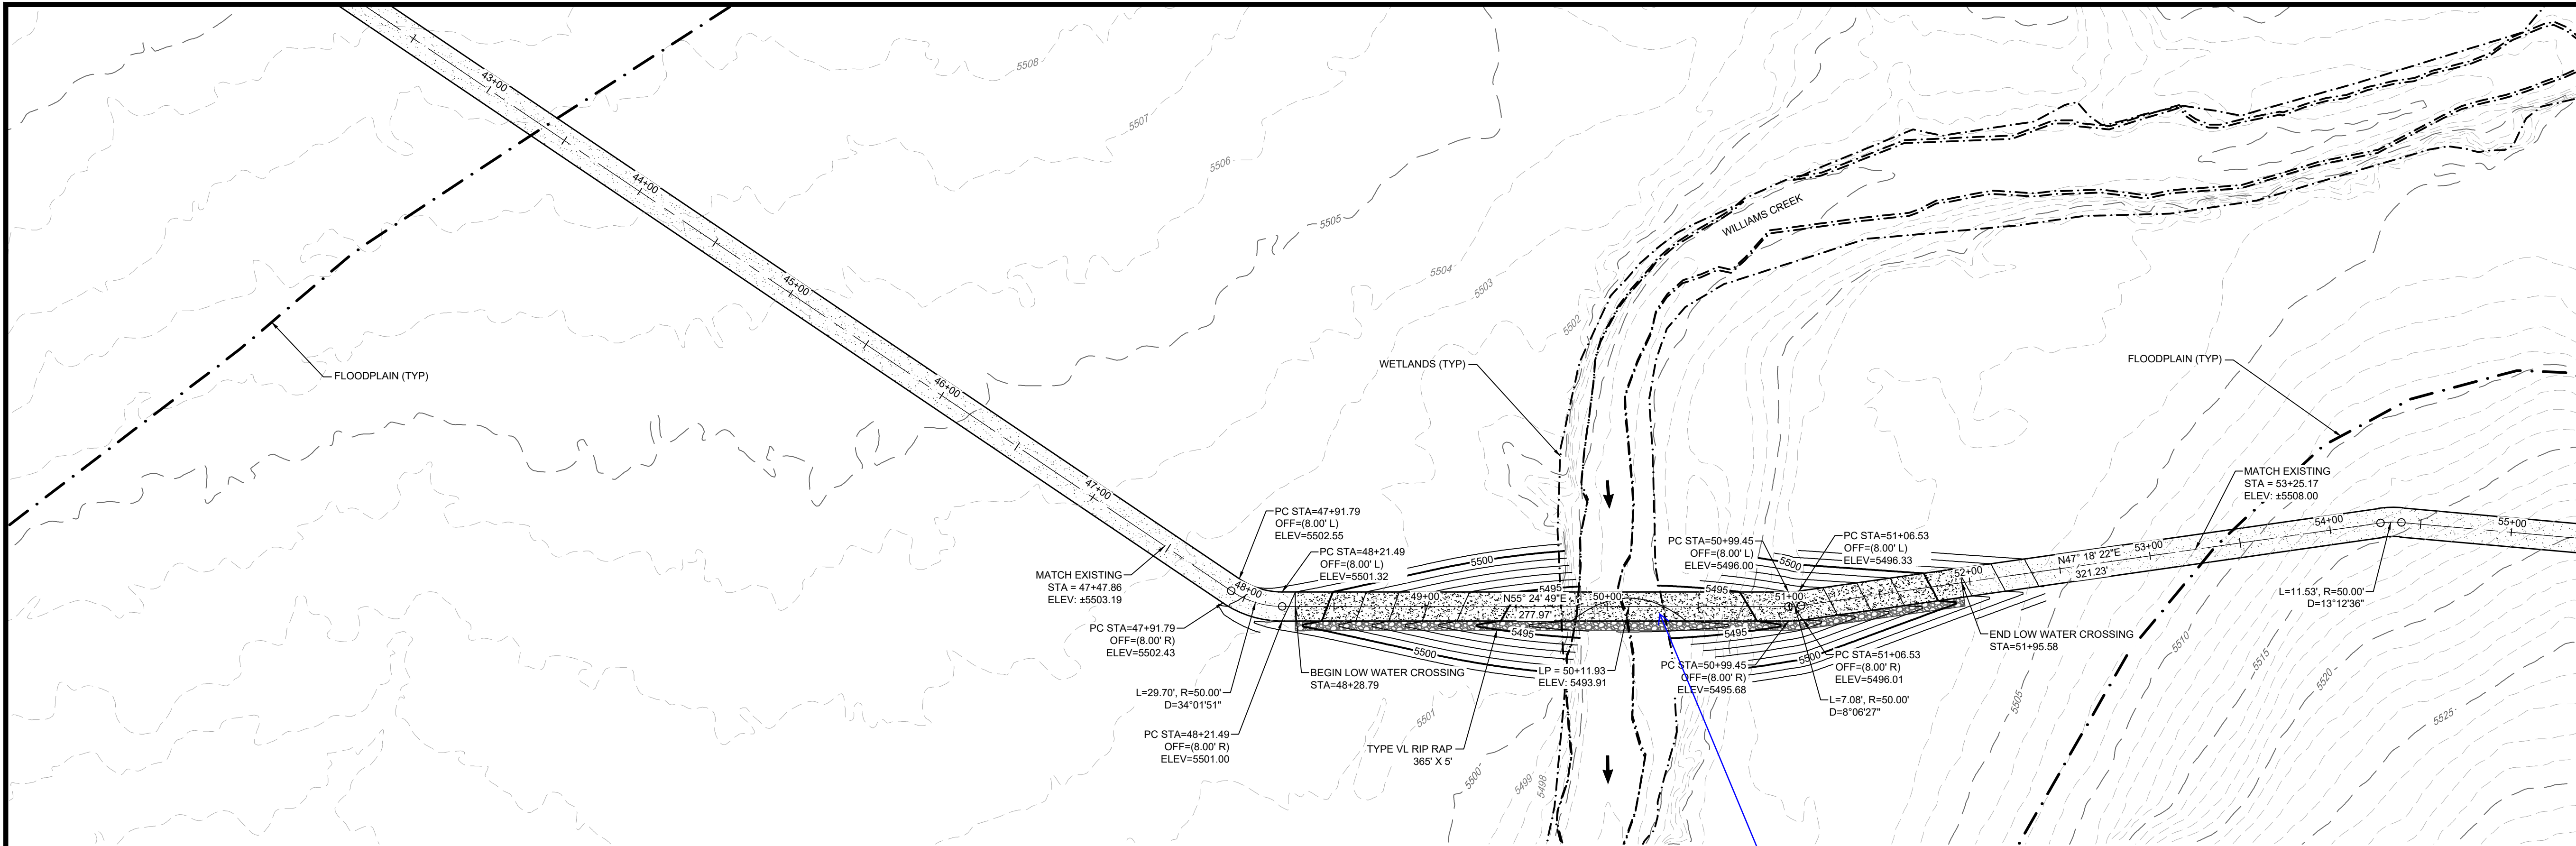 43+00
44+00
45+00
46+00
47+00
48+00
5508
5507
5506
5505
5504
5503
5502
WILLIAMS CREEK
FLOODPLAIN (TYP)
WETLANDS (TYP)
FLOODPLAIN (TYP)
MATCH EXISTING
STA = 53+25.17
ELEV: ±5508.00
PC STA=47+91.79
OFF=(8.00' L)
ELEV=5502.55
PC STA=48+21.49
OFF=(8.00' L)
ELEV=5501.32
PC STA=50+99.45
OFF=(8.00' L)
ELEV=5496.00
PC STA=51+06.53
OFF=(8.00' L)
ELEV=5496.33
MATCH EXISTING
STA = 47+47.86
ELEV: ±5503.19
5500
5495
5495
5500
49+00
N55° 24' 49"E
277.97'
50+00
51+00
52+00
N47° 18' 22"E
321.23'
53+00
54+00
55+00
5495
5495
5500
5500
PC STA=47+91.79
OFF=(8.00' R)
ELEV=5502.43
L=29.70', R=50.00'
D=34°01'51"
PC STA=48+21.49
OFF=(8.00' R)
ELEV=5501.00
BEGIN LOW WATER CROSSING
STA=48+28.79
TYPE VL RIP RAP
365' X 5'
LP = 50+11.93
ELEV: 5493.91
PC STA=50+99.45
OFF=(8.00' R)
ELEV=5495.68
PC STA=51+06.53
OFF=(8.00' R)
ELEV=5496.01
L=7.08', R=50.00'
D=8°06'27"
END LOW WATER CROSSING
STA=51+95.58
L=11.53', R=50.00'
D=13°12'36"
5501
5500
5499
5498
5505
5510
5515
5520
5525